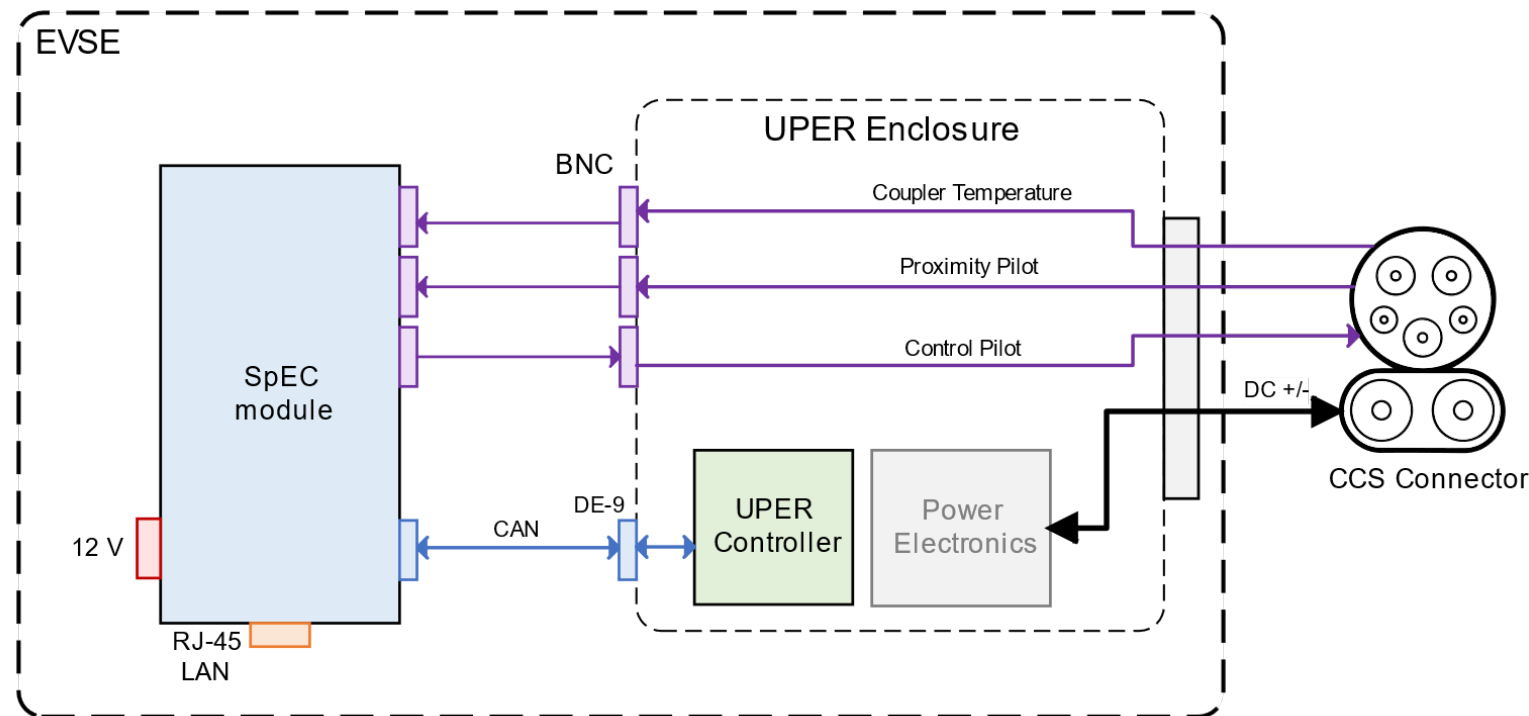 EVSE
UPER Enclosure
BNC
Coupler Temperature
Proximity Pilot
Control Pilot
SpEC
module
DC +/-
CCS Connector
DE-9
CAN
UPER
Controller
Power
Electronics
12 V
RJ-45
LAN